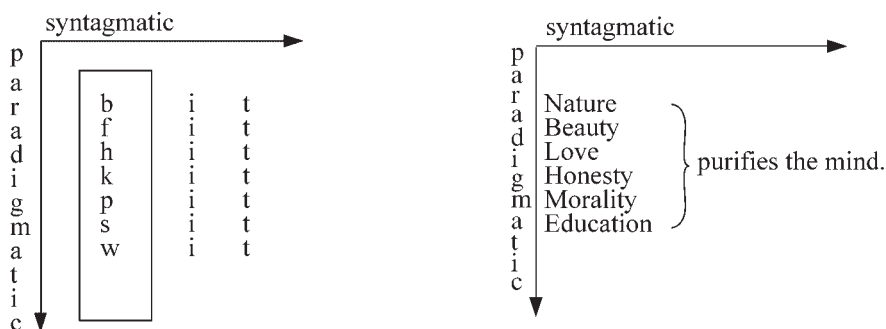 syntagmatic
paradigmatic
b i t
f i t
h i t
k i t
p i t
s i t
w i t
syntagmatic
paradigmatic
Nature
Beauty
Love
Honesty
Morality
Education
purifies the mind.